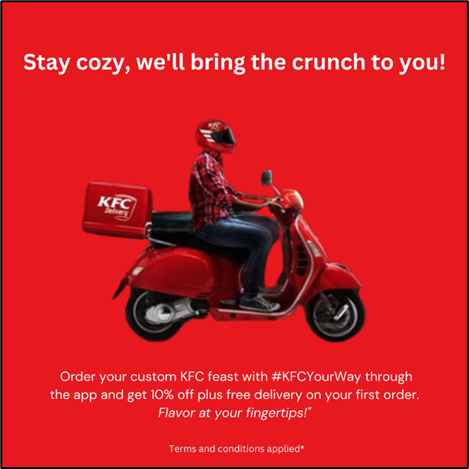 Stay cozy, we'll bring the crunch to you!
KFC
KFC
Delivery
Order your custom KFC feast with #KFCYourWay through
the app and get 10% off plus free delivery on your first order.
Flavor at your fingertips!"
Terms and conditions applied*